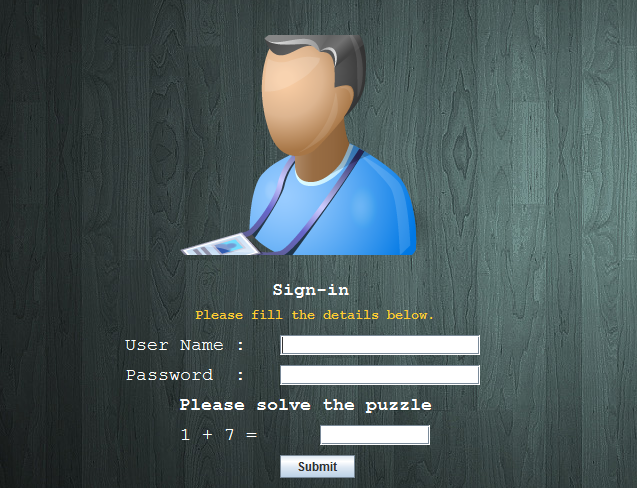 Sign-in
Please fill the details below.
User Name :
Password :
Please solve the puzzle
1 + 7 =
Submit